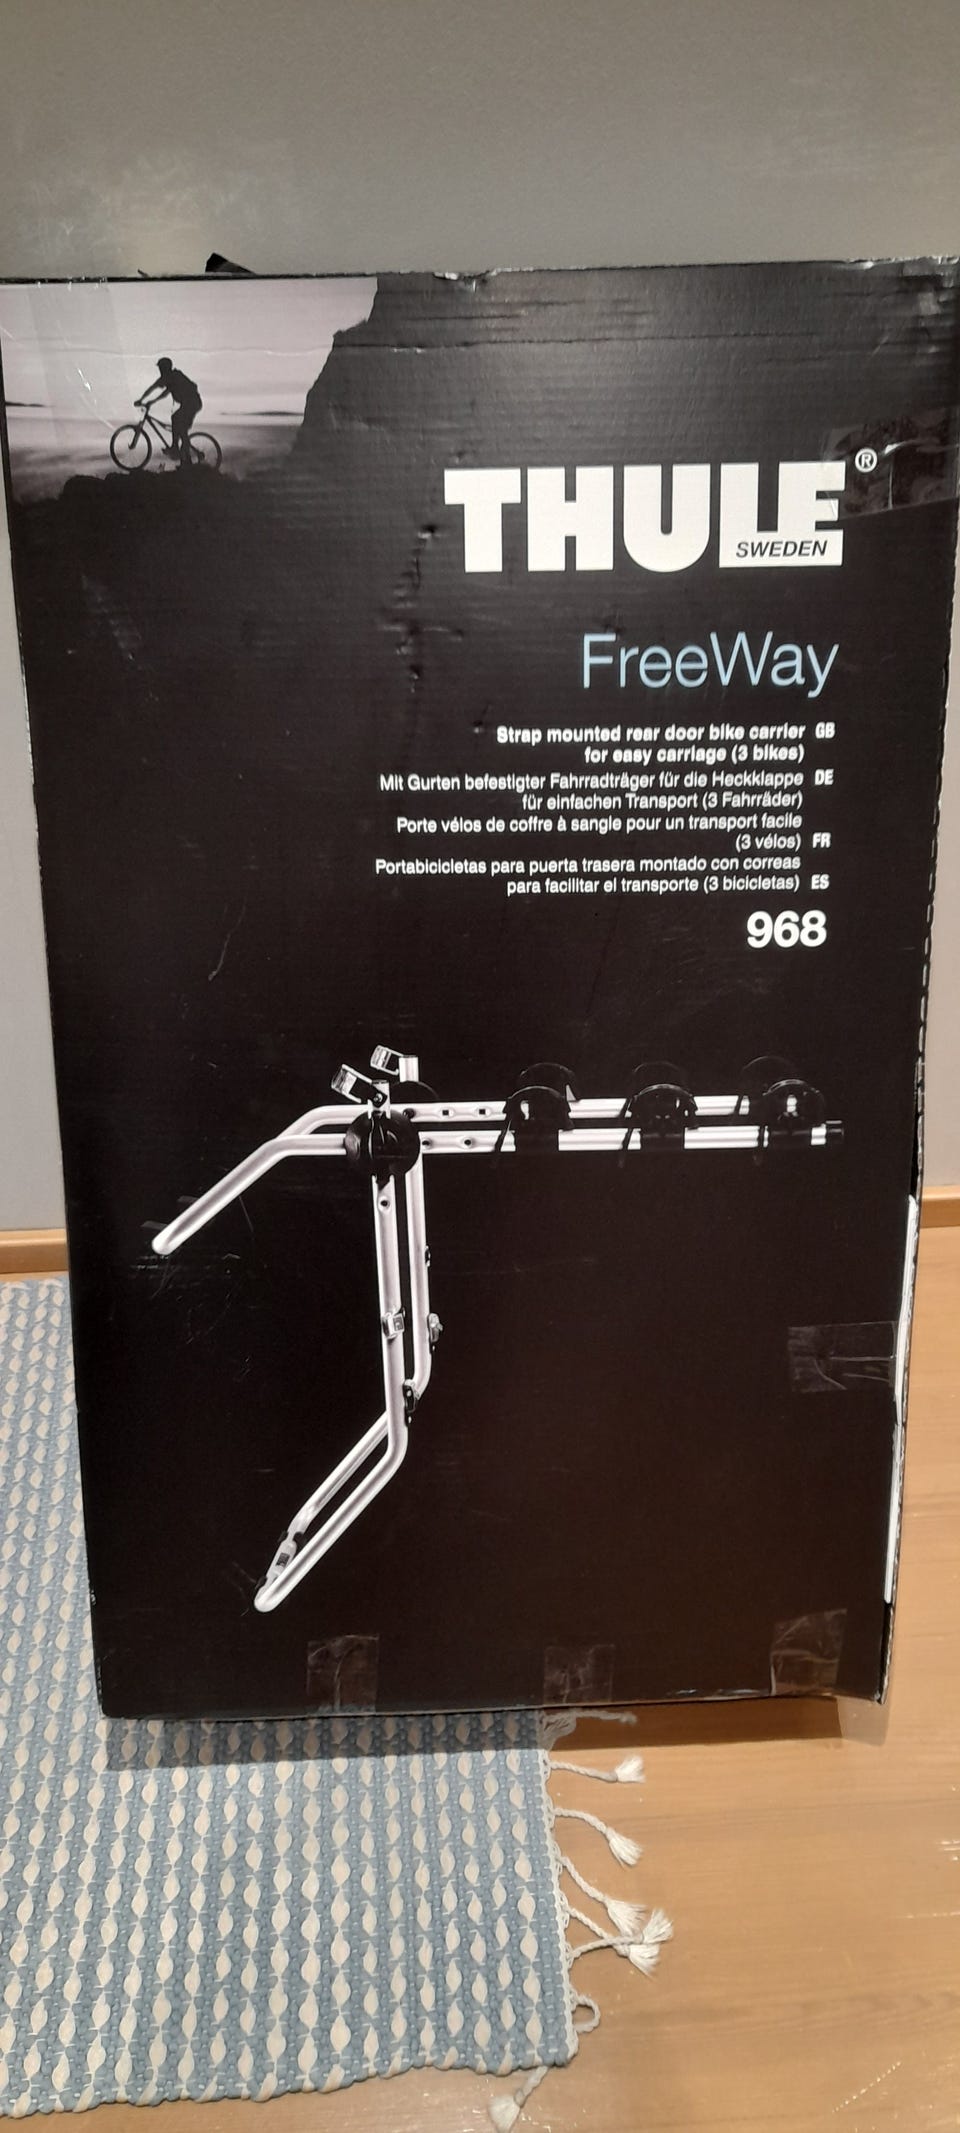 THULE®
SWEDEN
FreeWay
Strap mounted rear door bike carrier GB
for easy carriage (3 bikes)
Mit Gurten befestigter Fahrradträger für die Heckklappe DE
für einfachen Transport (3 Fahrräder)
Porte vélos de coffre à sangle pour un transport facile
(3 vélos) FR
Portabicicletas para puerta trasera montado con correas
para facilitar el transporte (3 bicicletas) ES
968